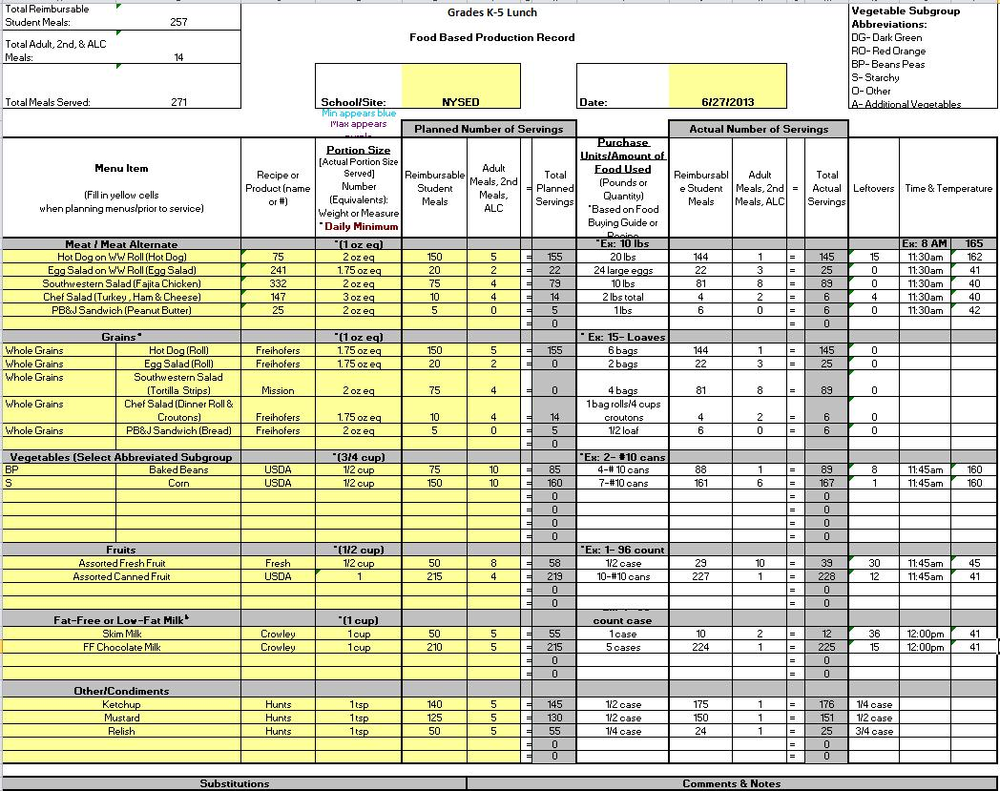 Total Reimbursable
Student Meals: 257
Total Adult, 2nd, & ALC
Meals: 14
Total Meals Served: 271
Grades K-5 Lunch
Food Based Production Record
School/Site: NYSED
Date: 6/27/2013
Vegetable Subgroup
Abbreviations:
DG- Dark Green
RO- Red Orange
BP- Beans Peas
S- Starchy
O- Other
A- Additional Vegetables
Min appears blue
Max appears
Planned Number of Servings
Actual Number of Servings
Menu Item
(Fill in yellow cells
when planning menus/prior to service)
Recipe or
Product (name
or #)
Portion Size
[Actual Portion Size
Served]
Number
(Equivalents):
Weight or Measure
*Daily Minimum
Reimbursable
Student
Meals
Adult
Meals, 2nd
Meals,
ALC
=
Total
Planned
Servings
Purchase
Units/Amount of
Food Used
(Pounds or
Quantity)
*Based on Food
Buying Guide or
Reimbursabl
e Student
Meals
Adult
Meals, 2nd
Meals, ALC
=
Total
Actual
Servings
Leftovers
Time & Temperature
Meat / Meat Alternate *(1 oz eq) *Ex: 10 lbs Ex: 8 AM 165
Hot Dog on WW Roll (Hot Dog) 75 2 oz eq 150 5 = 155 20 lbs 144 1 = 145 15 11:30am 162
Egg Salad on WW Roll (Egg Salad) 241 1.75 oz eq 20 2 = 22 24 large eggs 22 3 = 25 0 11:30am 41
Southwestern Salad (Fajita Chicken) 332 2 oz eq 75 4 = 79 10 lbs 81 8 = 89 0 11:30am 40
Chef Salad (Turkey , Ham & Cheese) 147 3 oz eq 10 4 = 14 2 lbs total 4 2 = 6 4 11:30am 40
PB&J Sandwich (Peanut Butter) 25 2 oz eq 5 0 = 5 1 lbs 6 0 = 6 0 11:30am 42
= 0 = 0
Grains* *(1 oz eq) * Ex: 15- Loaves
Whole Grains Hot Dog (Roll) Freihofers 1.75 oz eq 150 5 = 155 6 bags 144 1 = 145 0
Whole Grains Egg Salad (Roll) Freihofers 1.75 oz eq 20 2 = 0 2 bags 22 3 = 25 0
Whole Grains Southwestern Salad
(Tortilla Strips) Mission 2 oz eq 75 4 = 0 4 bags 81 8 = 89 0
Whole Grains Chef Salad (Dinner Roll & 1 bag rolls/4 cups
Croutons) Freihofers 1.75 oz eq 10 4 = 14 croutons 4 2 = 6 0
Whole Grains PB&J Sandwich (Bread) Freihofers 2 oz eq 5 0 = 5 1/2 loaf 6 0 = 6 0
= 0 = 0
Vegetables (Select Abbreviated Subgroup *(3/4 cup) *Ex: 2- #10 cans
BP Baked Beans USDA 1/2 cup 75 10 = 85 4-# 10 cans 88 1 = 89 8 11:45am 160
S Corn USDA 1/2 cup 150 10 = 160 7-#10 cans 161 6 = 167 1 11:45am 160
= 0 = 0
= 0 = 0
= 0 = 0
= 0 = 0
Fruits *(1/2 cup) *Ex: 1- 96 count
Assorted Fresh Fruit Fresh 1/2 cup 50 8 = 58 1/2 case 29 10 = 39 30 11:45am 45
Assorted Canned Fruit USDA 1 215 4 = 219 10-#10 cans 227 1 = 228 12 11:45am 41
= 0 = 0
= 0 = 0
Fat-Free or Low-Fat Milk b *(1 cup) count case
Skim Milk Crowley 1 cup 50 5 = 55 1 case 10 2 = 12 36 12:00pm 41
FF Chocolate Milk Crowley 1 cup 210 5 = 215 5 cases 224 1 = 225 15 12:00pm 41
= 0 = 0
= 0 = 0
Other/Condiments
Ketchup Hunts 1 tsp 140 5 = 145 1/2 case 175 1 = 176 1/4 case
Mustard Hunts 1 tsp 125 5 = 130 1/2 case 150 1 = 151 1/2 case
Relish Hunts 1 tsp 50 5 = 55 1/4 case 24 1 = 25 3/4 case
= 0 = 0
= 0 = 0
Substitutions Comments & Notes